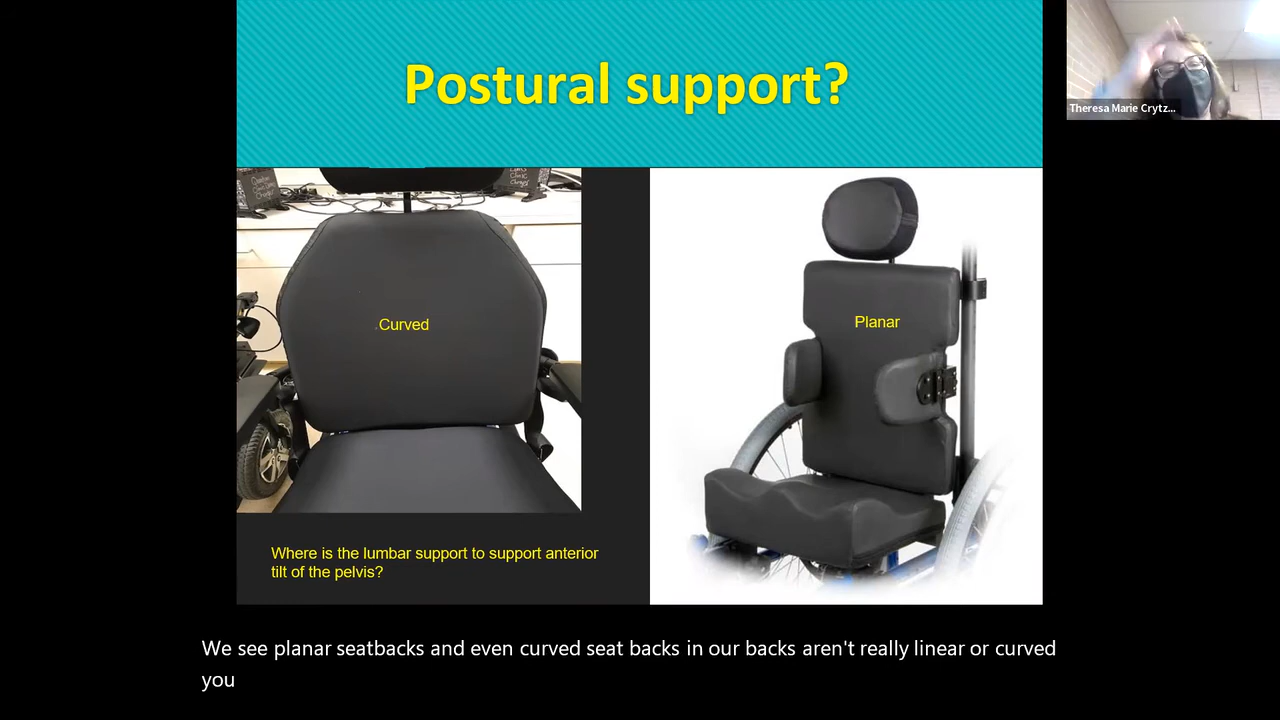 Postural support?
Theresa Marie Crytz...
Curved
Planar
Where is the lumbar support to support anterior
tilt of the pelvis?
We see planar seatbacks and even curved seat backs in our backs aren't really linear or curved
you